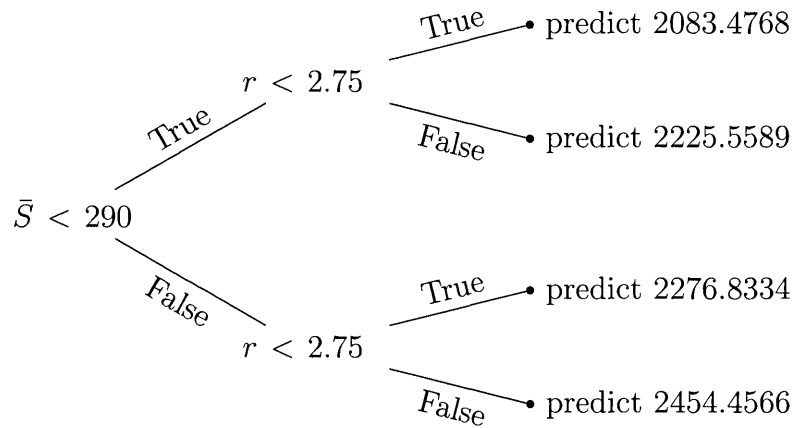 True
predict 2083.4768
r < 2.75
True
False
predict 2225.5589
S̄ < 290
False
True
predict 2276.8334
r < 2.75
False
predict 2454.4566